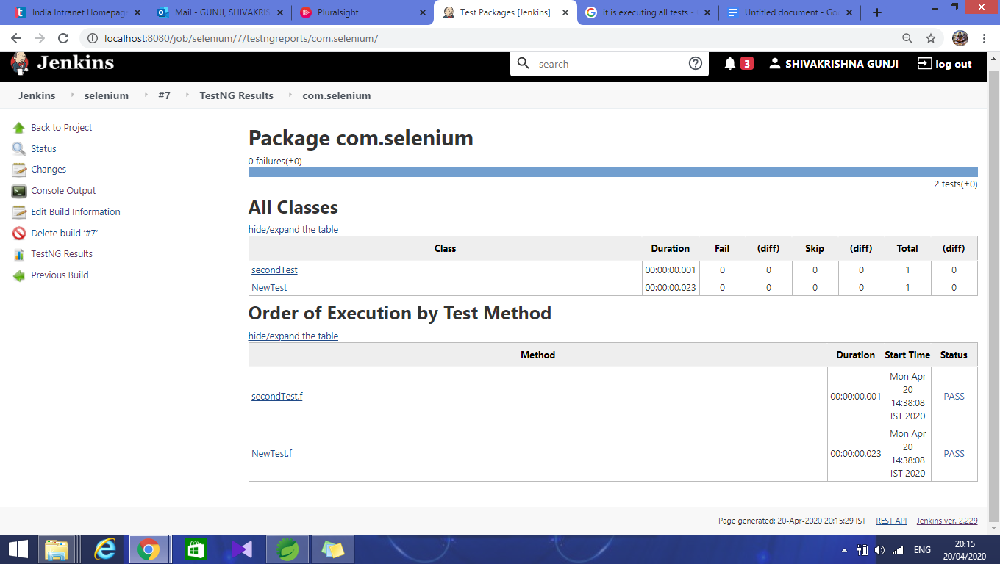 India Intranet Homepag
Mail - GUNJI, SHIVAKRIS
Pluralsight
Test Packages [Jenkins]
it is executing all tests -
Untitled document - Go
localhost:8080/job/selenium/7/testngreports/com.selenium/
Jenkins
search
3
SHIVAKRISHNA GUNJI
log out
Jenkins
selenium
#7
TestNG Results
com.selenium
Back to Project
Status
Changes
Console Output
Edit Build Information
Delete build '#7'
TestNG Results
Previous Build
Package com.selenium
0 failures(±0)
2 tests(±0)
All Classes
hide/expand the table
Class Duration Fail (diff) Skip (diff) Total (diff)
secondTest 00:00:00.001 0 0 0 0 1 0
NewTest 00:00:00.023 0 0 0 0 1 0
Order of Execution by Test Method
hide/expand the table
Method Duration Start Time Status
secondTest.f 00:00:00.001 Mon Apr
20
14:38:08
IST 2020
PASS
NewTest.f 00:00:00.023 Mon Apr
20
14:38:08
IST 2020
PASS
Page generated: 20-Apr-2020 20:15:29 IST REST API Jenkins ver. 2.229
ENG
20:15
20/04/2020